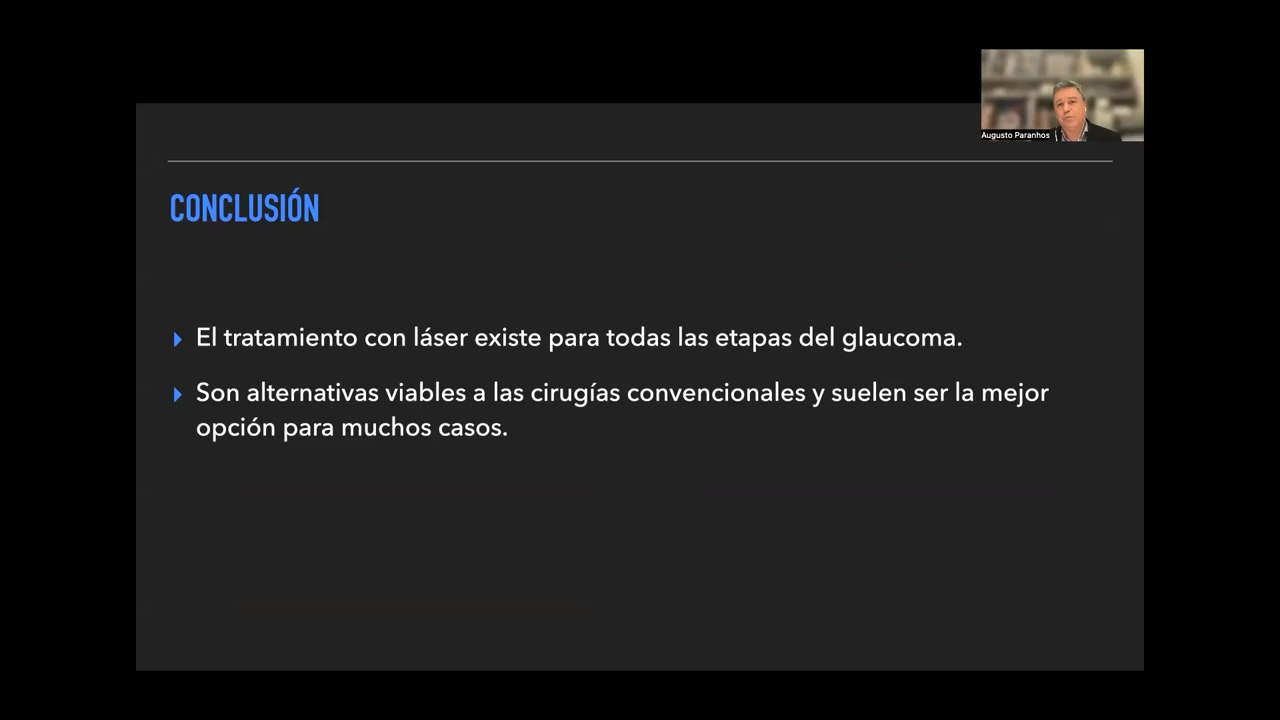 Augusto Paranhos
CONCLUSIÓN
El tratamiento con láser existe para todas las etapas del glaucoma.
Son alternativas viables a las cirugías convencionales y suelen ser la mejor
opción para muchos casos.